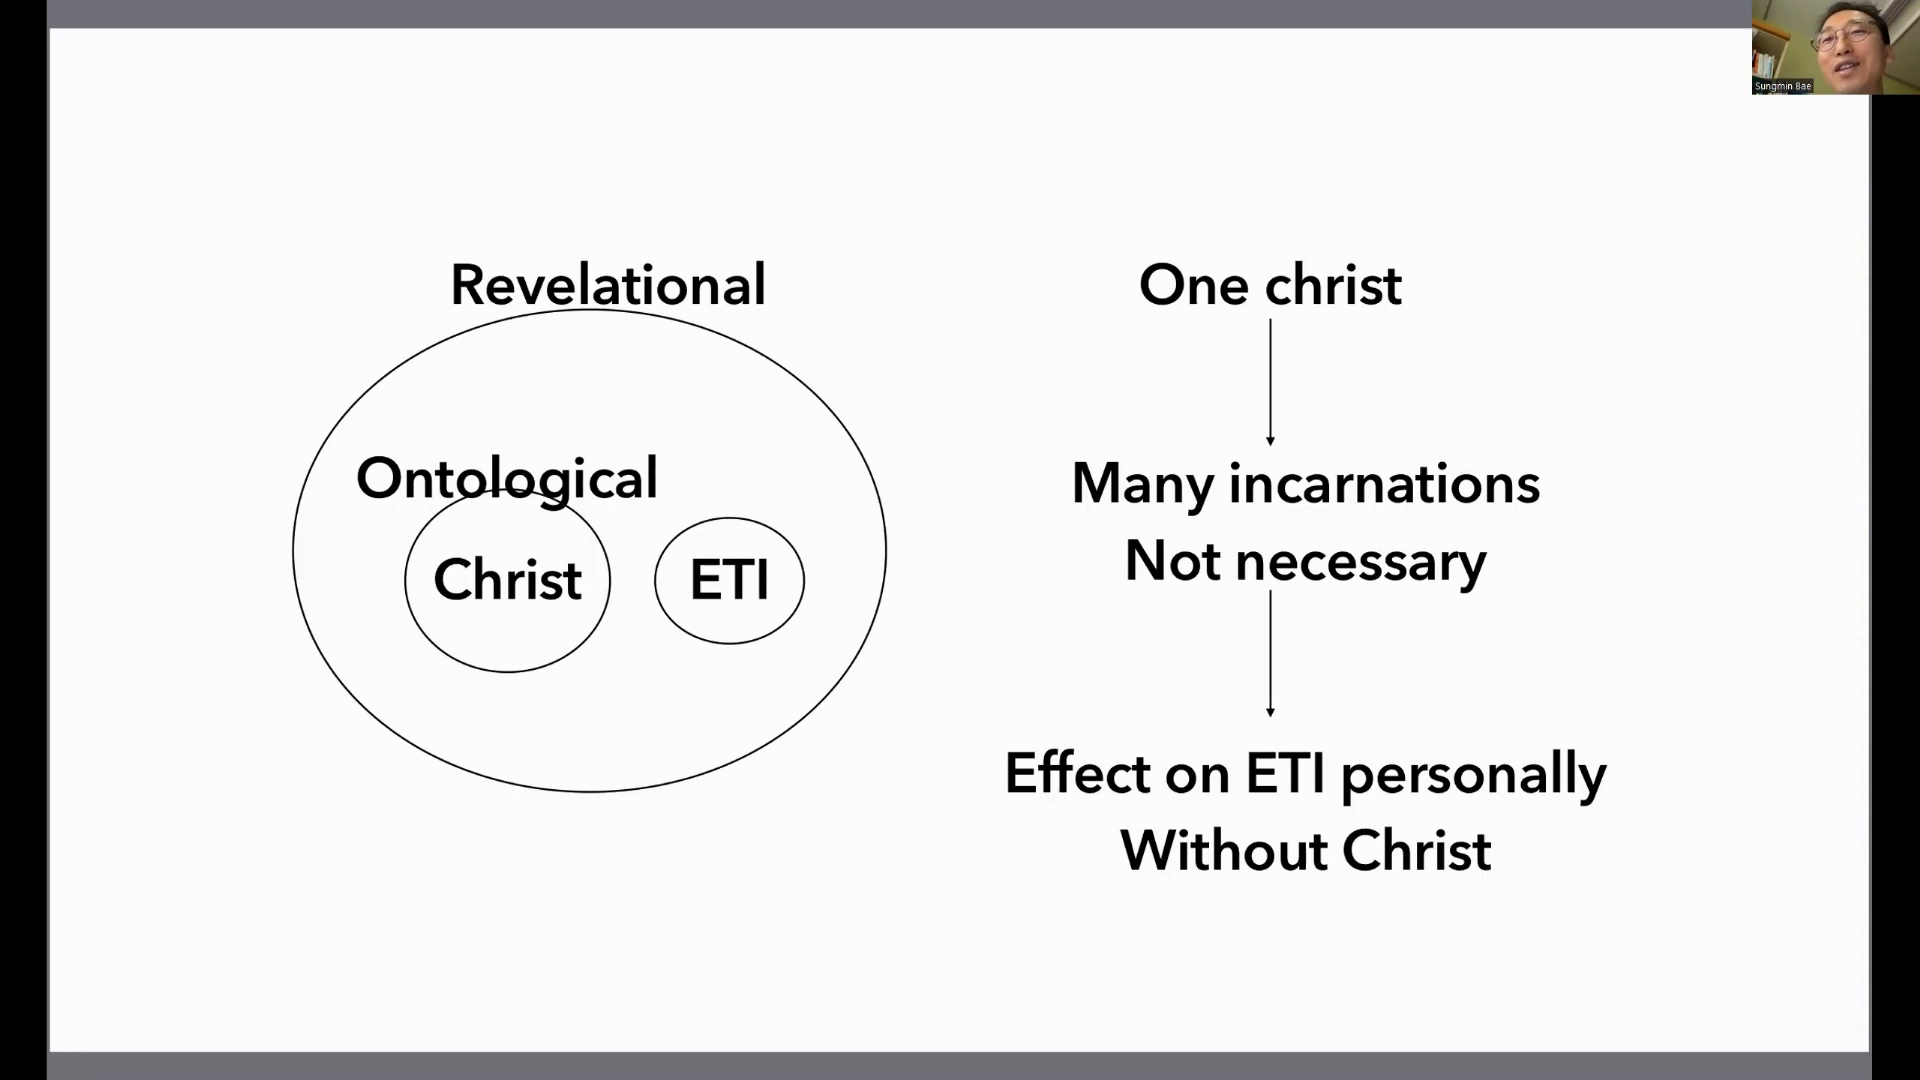 Sungmin Bae
Revelational
Ontological
Christ
ETI
One christ
Many incarnations
Not necessary
Effect on ETI personally
Without Christ